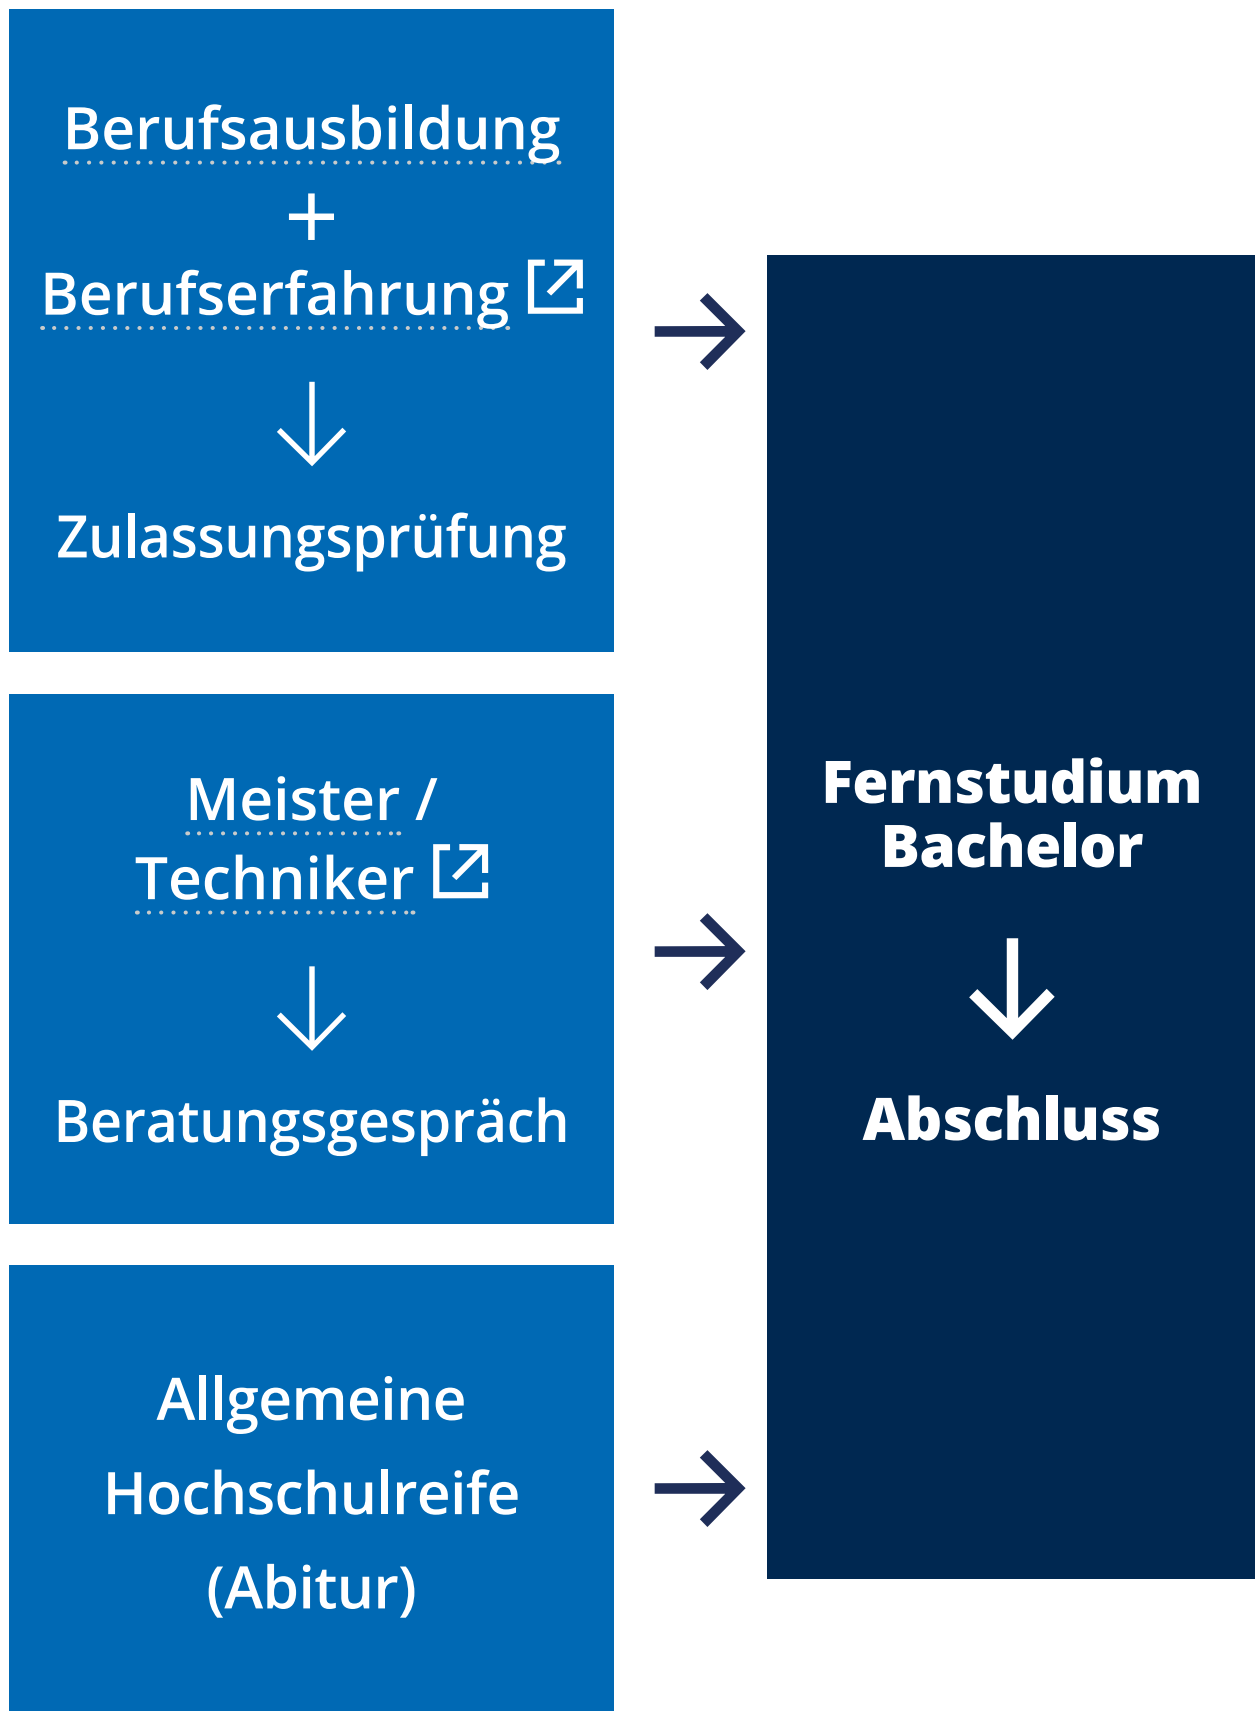 Berufsausbildung
+
Berufserfahrung
Zulassungsprüfung
Meister /
Techniker
Beratungsgespräch
Allgemeine
Hochschulreife
(Abitur)
Fernstudium
Bachelor
Abschluss